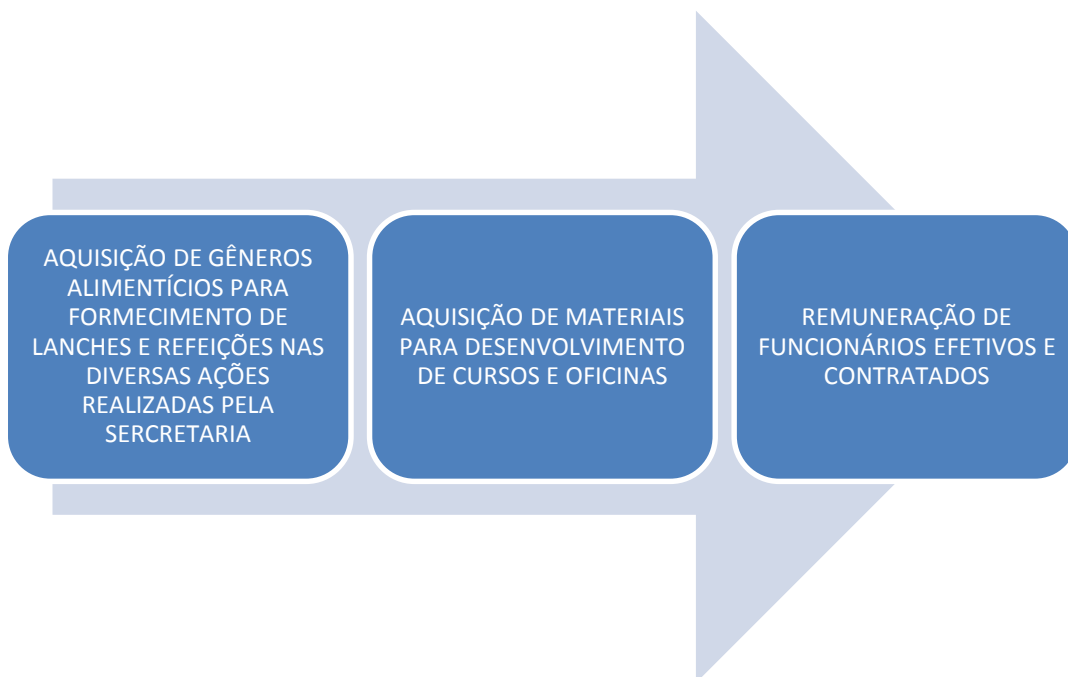 AQUISIÇÃO DE GÊNEROS
ALIMENTÍCIOS PARA
FORMECIMENTO DE
LANCHES E REFEIÇÕES NAS
DIVERSAS AÇÕES
REALIZADAS PELA
SERCRETARIA
AQUISIÇÃO DE MATERIAIS
PARA DESENVOLVIMENTO
DE CURSOS E OFICINAS
REMUNERAÇÃO DE
FUNCIONÁRIOS EFETIVOS E
CONTRATADOS